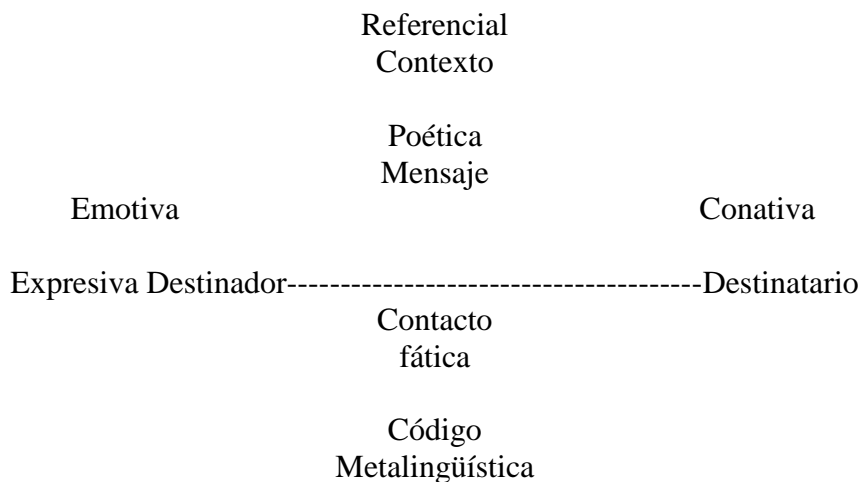 Referencial
Contexto
Poética
Mensaje
Emotiva Conativa
Expresiva Destinador---------------------------------------Destinatario
Contacto
fática
Código
Metalingüística